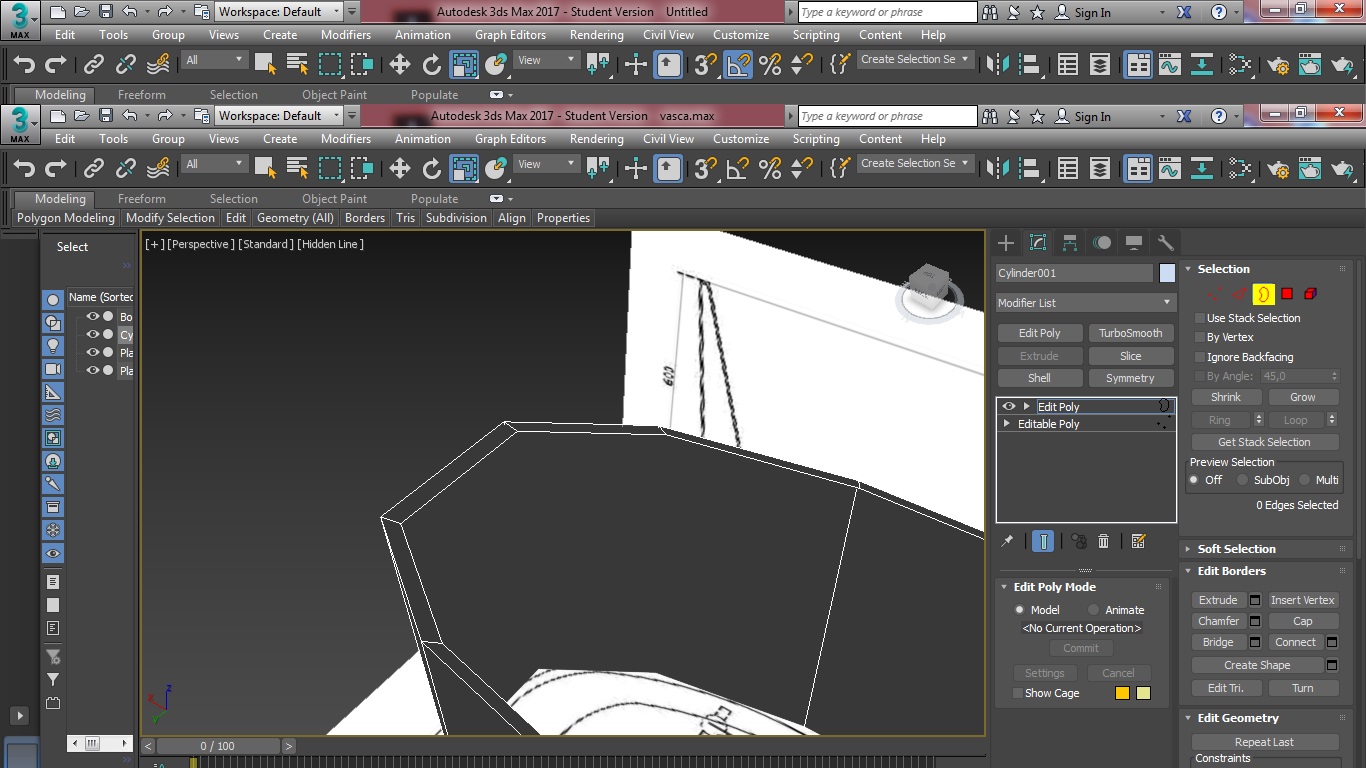 Workspace: Default Autodesk 3ds Max 2017 - Student Version Untitled Type a keyword or phrase Sign In
MAX Edit Tools Group Views Create Modifiers Animation Graph Editors Rendering Civil View Customize Scripting Content Help
All View Create Selection Se
Modeling Freeform Selection Object Paint Populate
Workspace: Default Autodesk 3ds Max 2017 - Student Version vasca.max Type a keyword or phrase Sign In
MAX Edit Tools Group Views Create Modifiers Animation Graph Editors Rendering Civil View Customize Scripting Content Help
All View Create Selection Se
Modeling Freeform Selection Object Paint Populate
Polygon Modeling Modify Selection Edit Geometry (All) Borders Tris Subdivision Align Properties
Select
Name (Sorted
Bo
Cy
Pla
Pla
[+] [Perspective] [Standard] [Hidden Line]
600
0 / 100
Cylinder001
Modifier List
Edit Poly TurboSmooth
Extrude Slice
Shell Symmetry
Edit Poly
Editable Poly
Edit Poly Mode
Model Animate
<No Current Operation>
Commit
Settings Cancel
Show Cage
Selection
Use Stack Selection
By Vertex
Ignore Backfacing
By Angle: 45,0
Shrink Grow
Ring Loop
Get Stack Selection
Preview Selection
Off SubObj Multi
0 Edges Selected
Soft Selection
Edit Borders
Extrude Insert Vertex
Chamfer Cap
Bridge Connect
Create Shape
Edit Tri. Turn
Edit Geometry
Repeat Last
Constraints